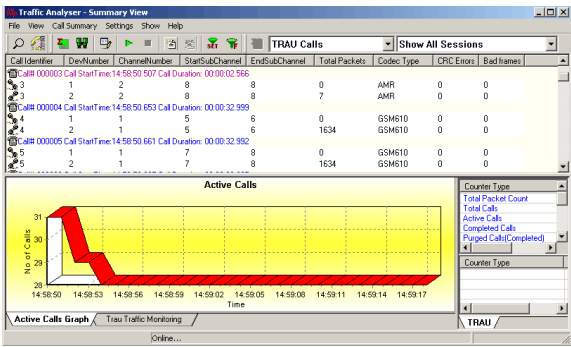 Traffic Analyser - Summary View
File View Call Summary Settings Show Help
SET TRAU Calls Show All Sessions
Call Identifier DevNumber ChannelNumber StartSubChannel EndSubChannel Total Packets Codec Type CRC Errors Bad frames
Call# 000003 Call StartTime:14:58:50.507 Call Duration: 00:00:02.566
3 1 2 8 8 0 AMR 0 0
3 2 2 8 8 7 AMR 0 0
Call# 000004 Call StartTime:14:58:50.653 Call Duration: 00:00:32.999
4 1 1 5 6 0 GSM610 0 0
4 2 1 5 6 1634 GSM610 0 0
Call# 000005 Call StartTime:14:58:50.661 Call Duration: 00:00:32.992
5 1 1 7 8 0 GSM610 0 0
5 2 1 7 8 1634 GSM610 0 0
Active Calls
No of Calls
31
30
29
28
14:58:50 14:58:53 14:58:56 14:58:59 14:59:02 14:59:05 14:59:08 14:59:11 14:59:14 14:59:17
Time
Active Calls Graph Trau Traffic Monitoring
Counter Type
Total Packet Count
Total Calls
Active Calls
Completed Calls
Purged Calls(Completed)
Counter Type
TRAU
Online...